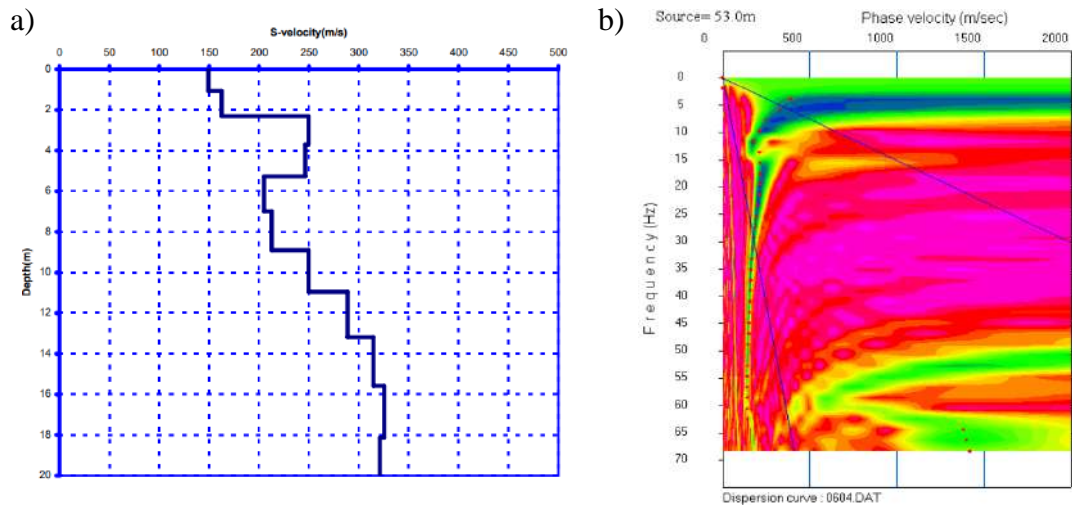 a)
S-velocity(m/s)
0 50 100 150 200 250 300 350 400 450 500
Depth(m)
0
2
4
6
8
10
12
14
16
18
20
b)
Source= 53.0m Phase velocity (m/sec)
0 500 1000 1500 2000
Frequency (Hz)
0
5
10
15
20
25
30
35
40
45
50
55
60
65
70
Dispersion curve : 0604.DAT